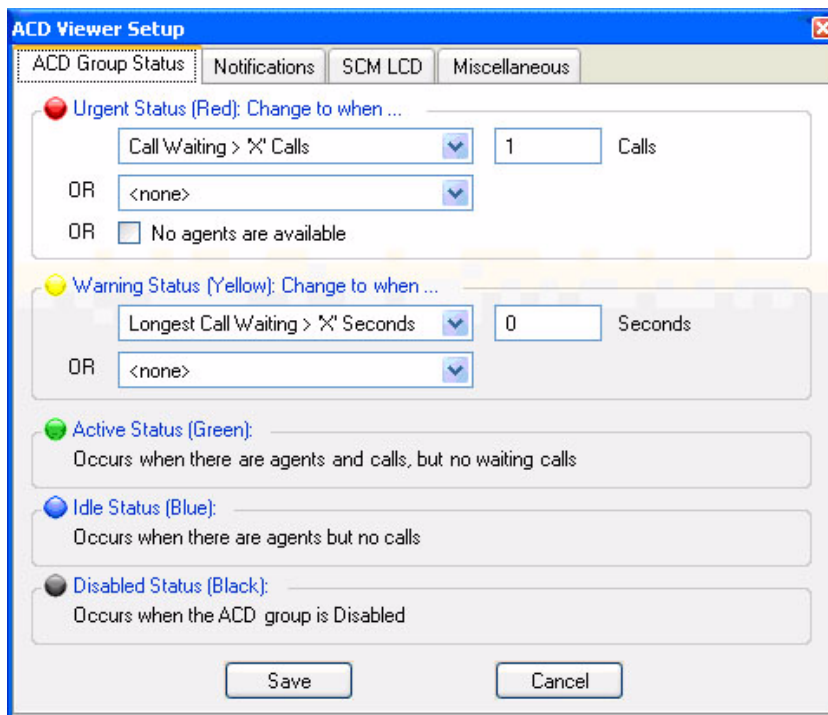 ACD Viewer Setup
ACD Group Status Notifications SCM LCD Miscellaneous
Urgent Status (Red): Change to when ...
Call Waiting > 'X' Calls 1 Calls
OR <none>
OR No agents are available
Warning Status (Yellow): Change to when ...
Longest Call Waiting > 'X' Seconds 0 Seconds
OR <none>
Active Status (Green):
Occurs when there are agents and calls, but no waiting calls
Idle Status (Blue):
Occurs when there are agents but no calls
Disabled Status (Black):
Occurs when the ACD group is Disabled
Save Cancel